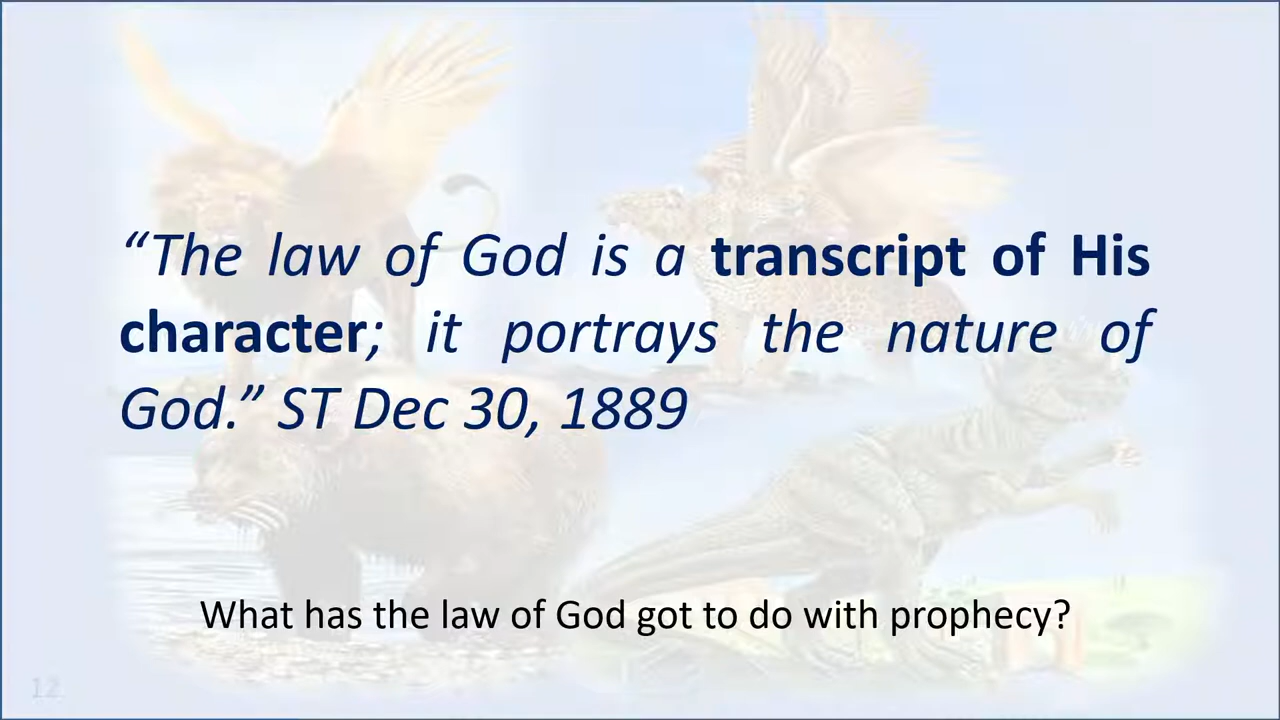 “The law of God is a transcript of His
character; it portrays the nature of
God.” ST Dec 30, 1889
What has the law of God got to do with prophecy?
12